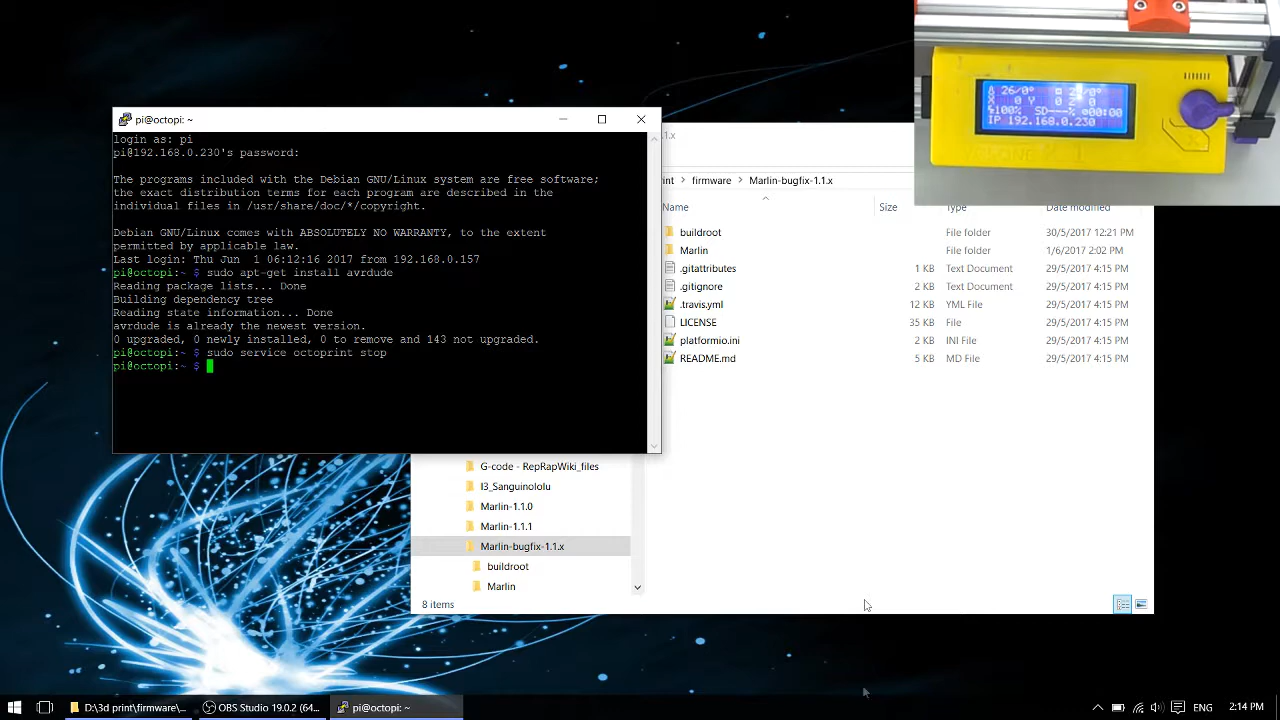 pi@octopi: ~
login as: pi
pi@192.168.0.230's password:
The programs included with the Debian GNU/Linux system are free software;
the exact distribution terms for each program are described in the
individual files in /usr/share/doc/*/copyright.
Debian GNU/Linux comes with ABSOLUTELY NO WARRANTY, to the extent
permitted by applicable law.
Last login: Thu Jun  1 06:12:16 2017 from 192.168.0.157
pi@octopi:~ $ sudo apt-get install avrdude
Reading package lists... Done
Building dependency tree
Reading state information... Done
avrdude is already the newest version.
0 upgraded, 0 newly installed, 0 to remove and 143 not upgraded.
pi@octopi:~ $ sudo service octoprint stop
pi@octopi:~ $
.1.x
int > firmware > Marlin-bugfix-1.1.x
Name Size Type Date modified
buildroot File folder 30/5/2017 12:21 PM
Marlin File folder 1/6/2017 2:02 PM
.gitattributes 1 KB Text Document 29/5/2017 4:15 PM
.gitignore 2 KB Text Document 29/5/2017 4:15 PM
.travis.yml 12 KB YML File 29/5/2017 4:15 PM
LICENSE 35 KB File 29/5/2017 4:15 PM
platformio.ini 2 KB INI File 29/5/2017 4:15 PM
README.md 5 KB MD File 29/5/2017 4:15 PM
G-code - RepRapWiki_files
I3_Sanguinololu
Marlin-1.1.0
Marlin-1.1.1
Marlin-bugfix-1.1.x
buildroot
Marlin
8 items
26/0°
X 0 Y 0 Z 0
100% SD---% 00:00
IP 192.168.0.230
D:\3d print\firmware\...
OBS Studio 19.0.2 (64...
pi@octopi: ~
ENG
2:14 PM